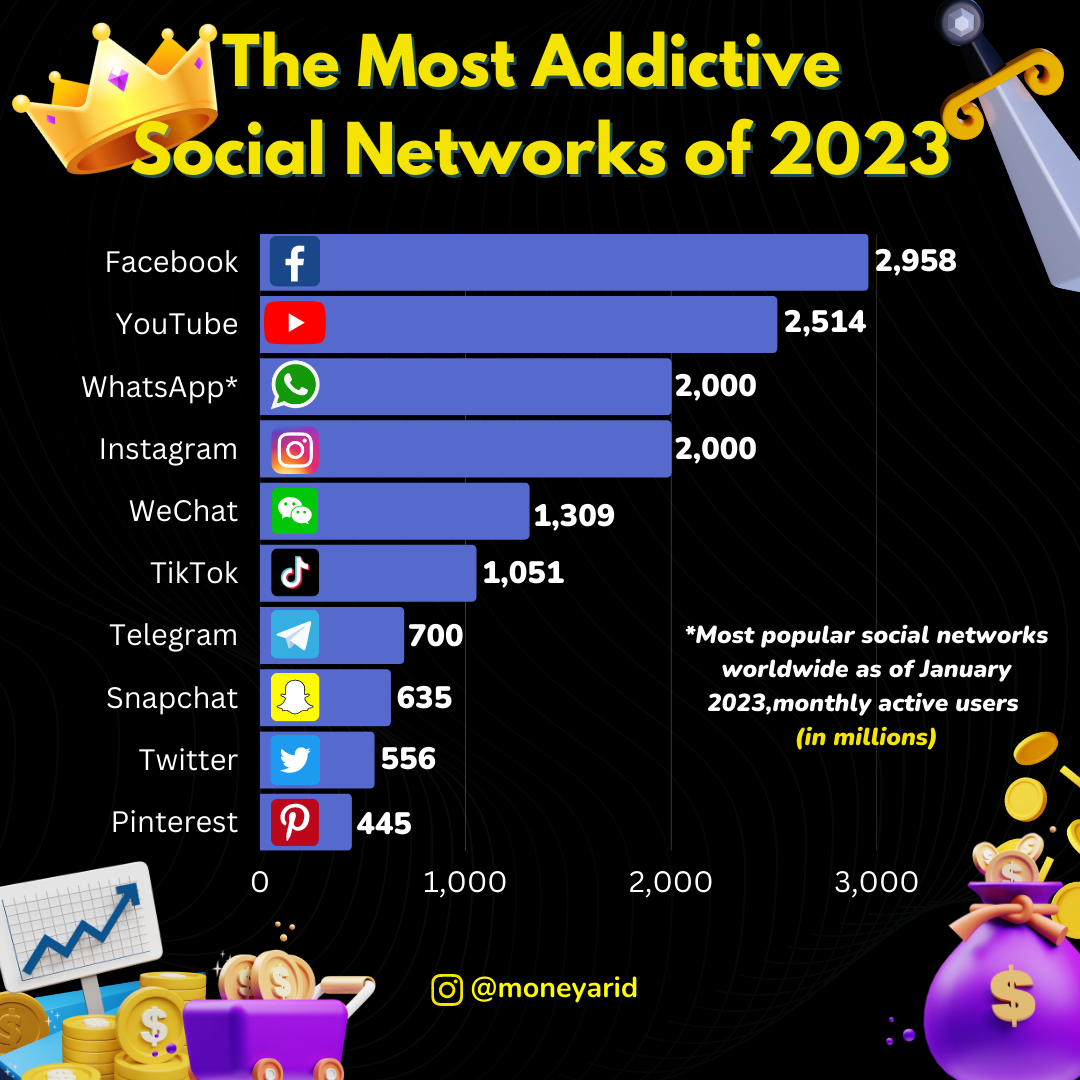 The Most Addictive
Social Networks of 2023
Facebook 2,958
YouTube 2,514
WhatsApp* 2,000
Instagram 2,000
WeChat 1,309
TikTok 1,051
Telegram 700
Snapchat 635
Twitter 556
Pinterest 445
0 1,000 2,000 3,000
*Most popular social networks
worldwide as of January
2023,monthly active users
(in millions)
@moneyarid